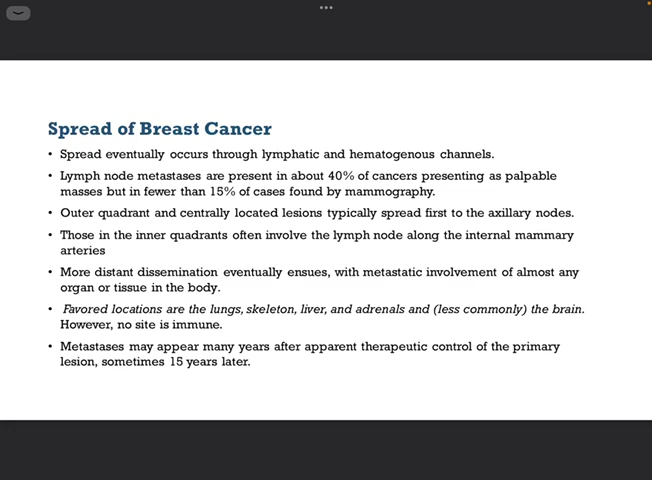 Spread of Breast Cancer
• Spread eventually occurs through lymphatic and hematogenous channels.
• Lymph node metastases are present in about 40% of cancers presenting as palpable
masses but in fewer than 15% of cases found by mammography.
• Outer quadrant and centrally located lesions typically spread first to the axillary nodes.
• Those in the inner quadrants often involve the lymph node along the internal mammary
arteries
• More distant dissemination eventually ensues, with metastatic involvement of almost any
organ or tissue in the body.
• Favored locations are the lungs, skeleton, liver, and adrenals and (less commonly) the brain.
However, no site is immune.
• Metastases may appear many years after apparent therapeutic control of the primary
lesion, sometimes 15 years later.